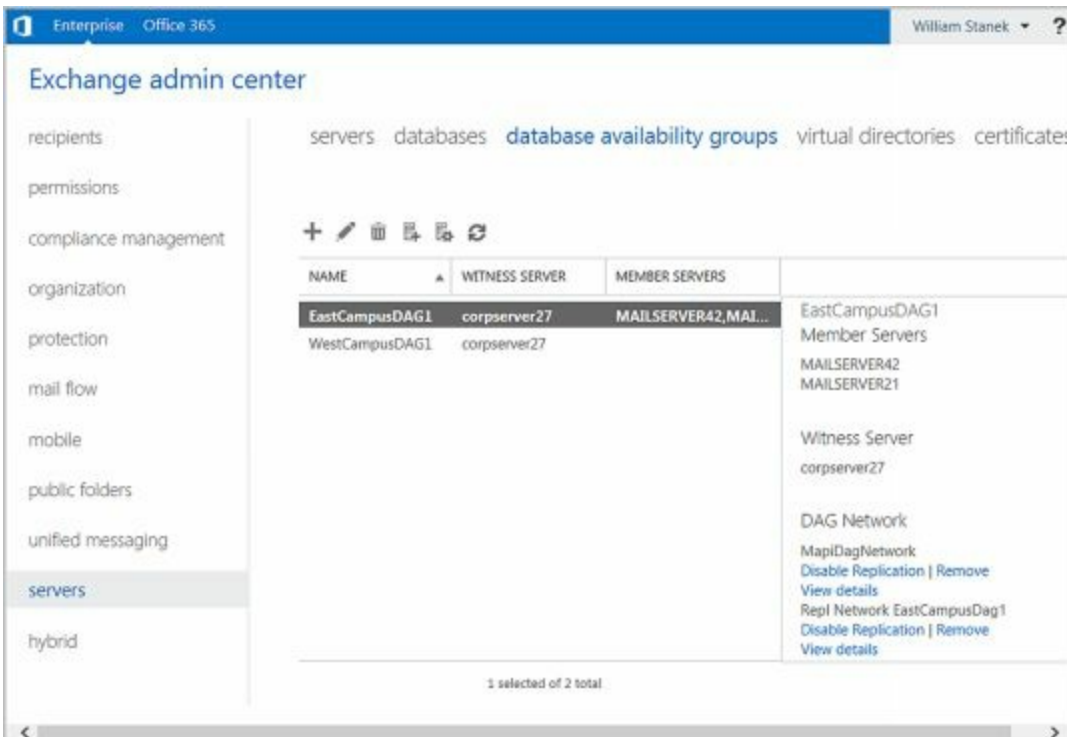 Enterprise Office 365 William Stanek ?
Exchange admin center
recipients
permissions
compliance management
organization
protection
mail flow
mobile
public folders
unified messaging
servers
hybrid
servers databases database availability groups virtual directories certificates
NAME WITNESS SERVER MEMBER SERVERS
EastCampusDAG1 corpserver27 MAILSERVER42,MAI...
WestCampusDAG1 corpserver27
1 selected of 2 total
EastCampusDAG1
Member Servers
MAILSERVER42
MAILSERVER21
Witness Server
corpserver27
DAG Network
MapiDagNetwork
Disable Replication | Remove
View details
Repl Network EastCampusDag1
Disable Replication | Remove
View details